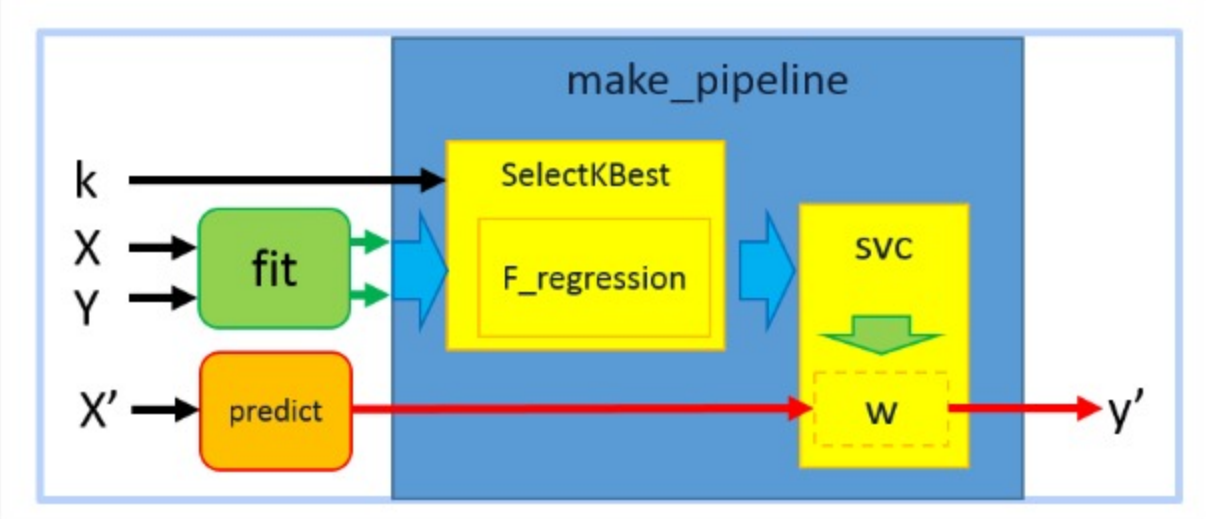 make_pipeline
k
SelectKBest
X
Y
fit
F_regression
svc
X’
predict
w
y’